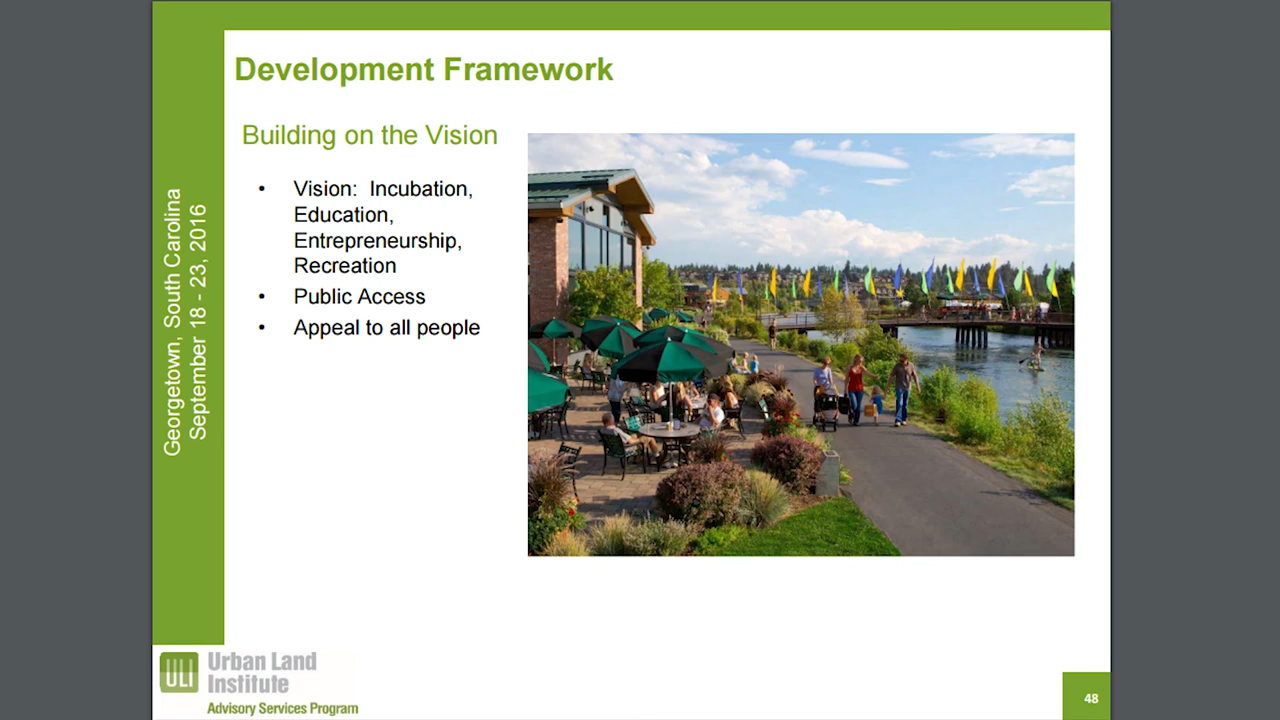 Development Framework
Building on the Vision
• Vision: Incubation,
Education,
Entrepreneurship,
Recreation
• Public Access
• Appeal to all people
Georgetown, South Carolina
September 18 - 23, 2016
ULI
Urban Land
Institute
Advisory Services Program
48